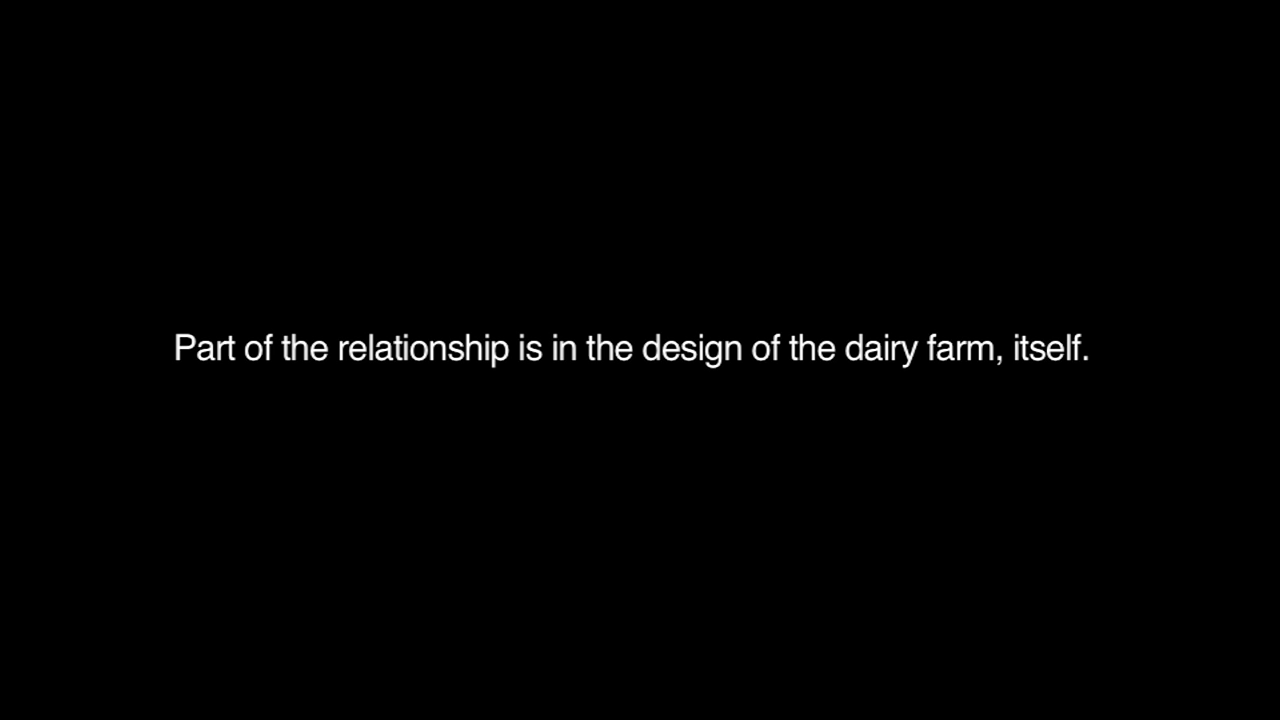 Part of the relationship is in the design of the dairy farm, itself.